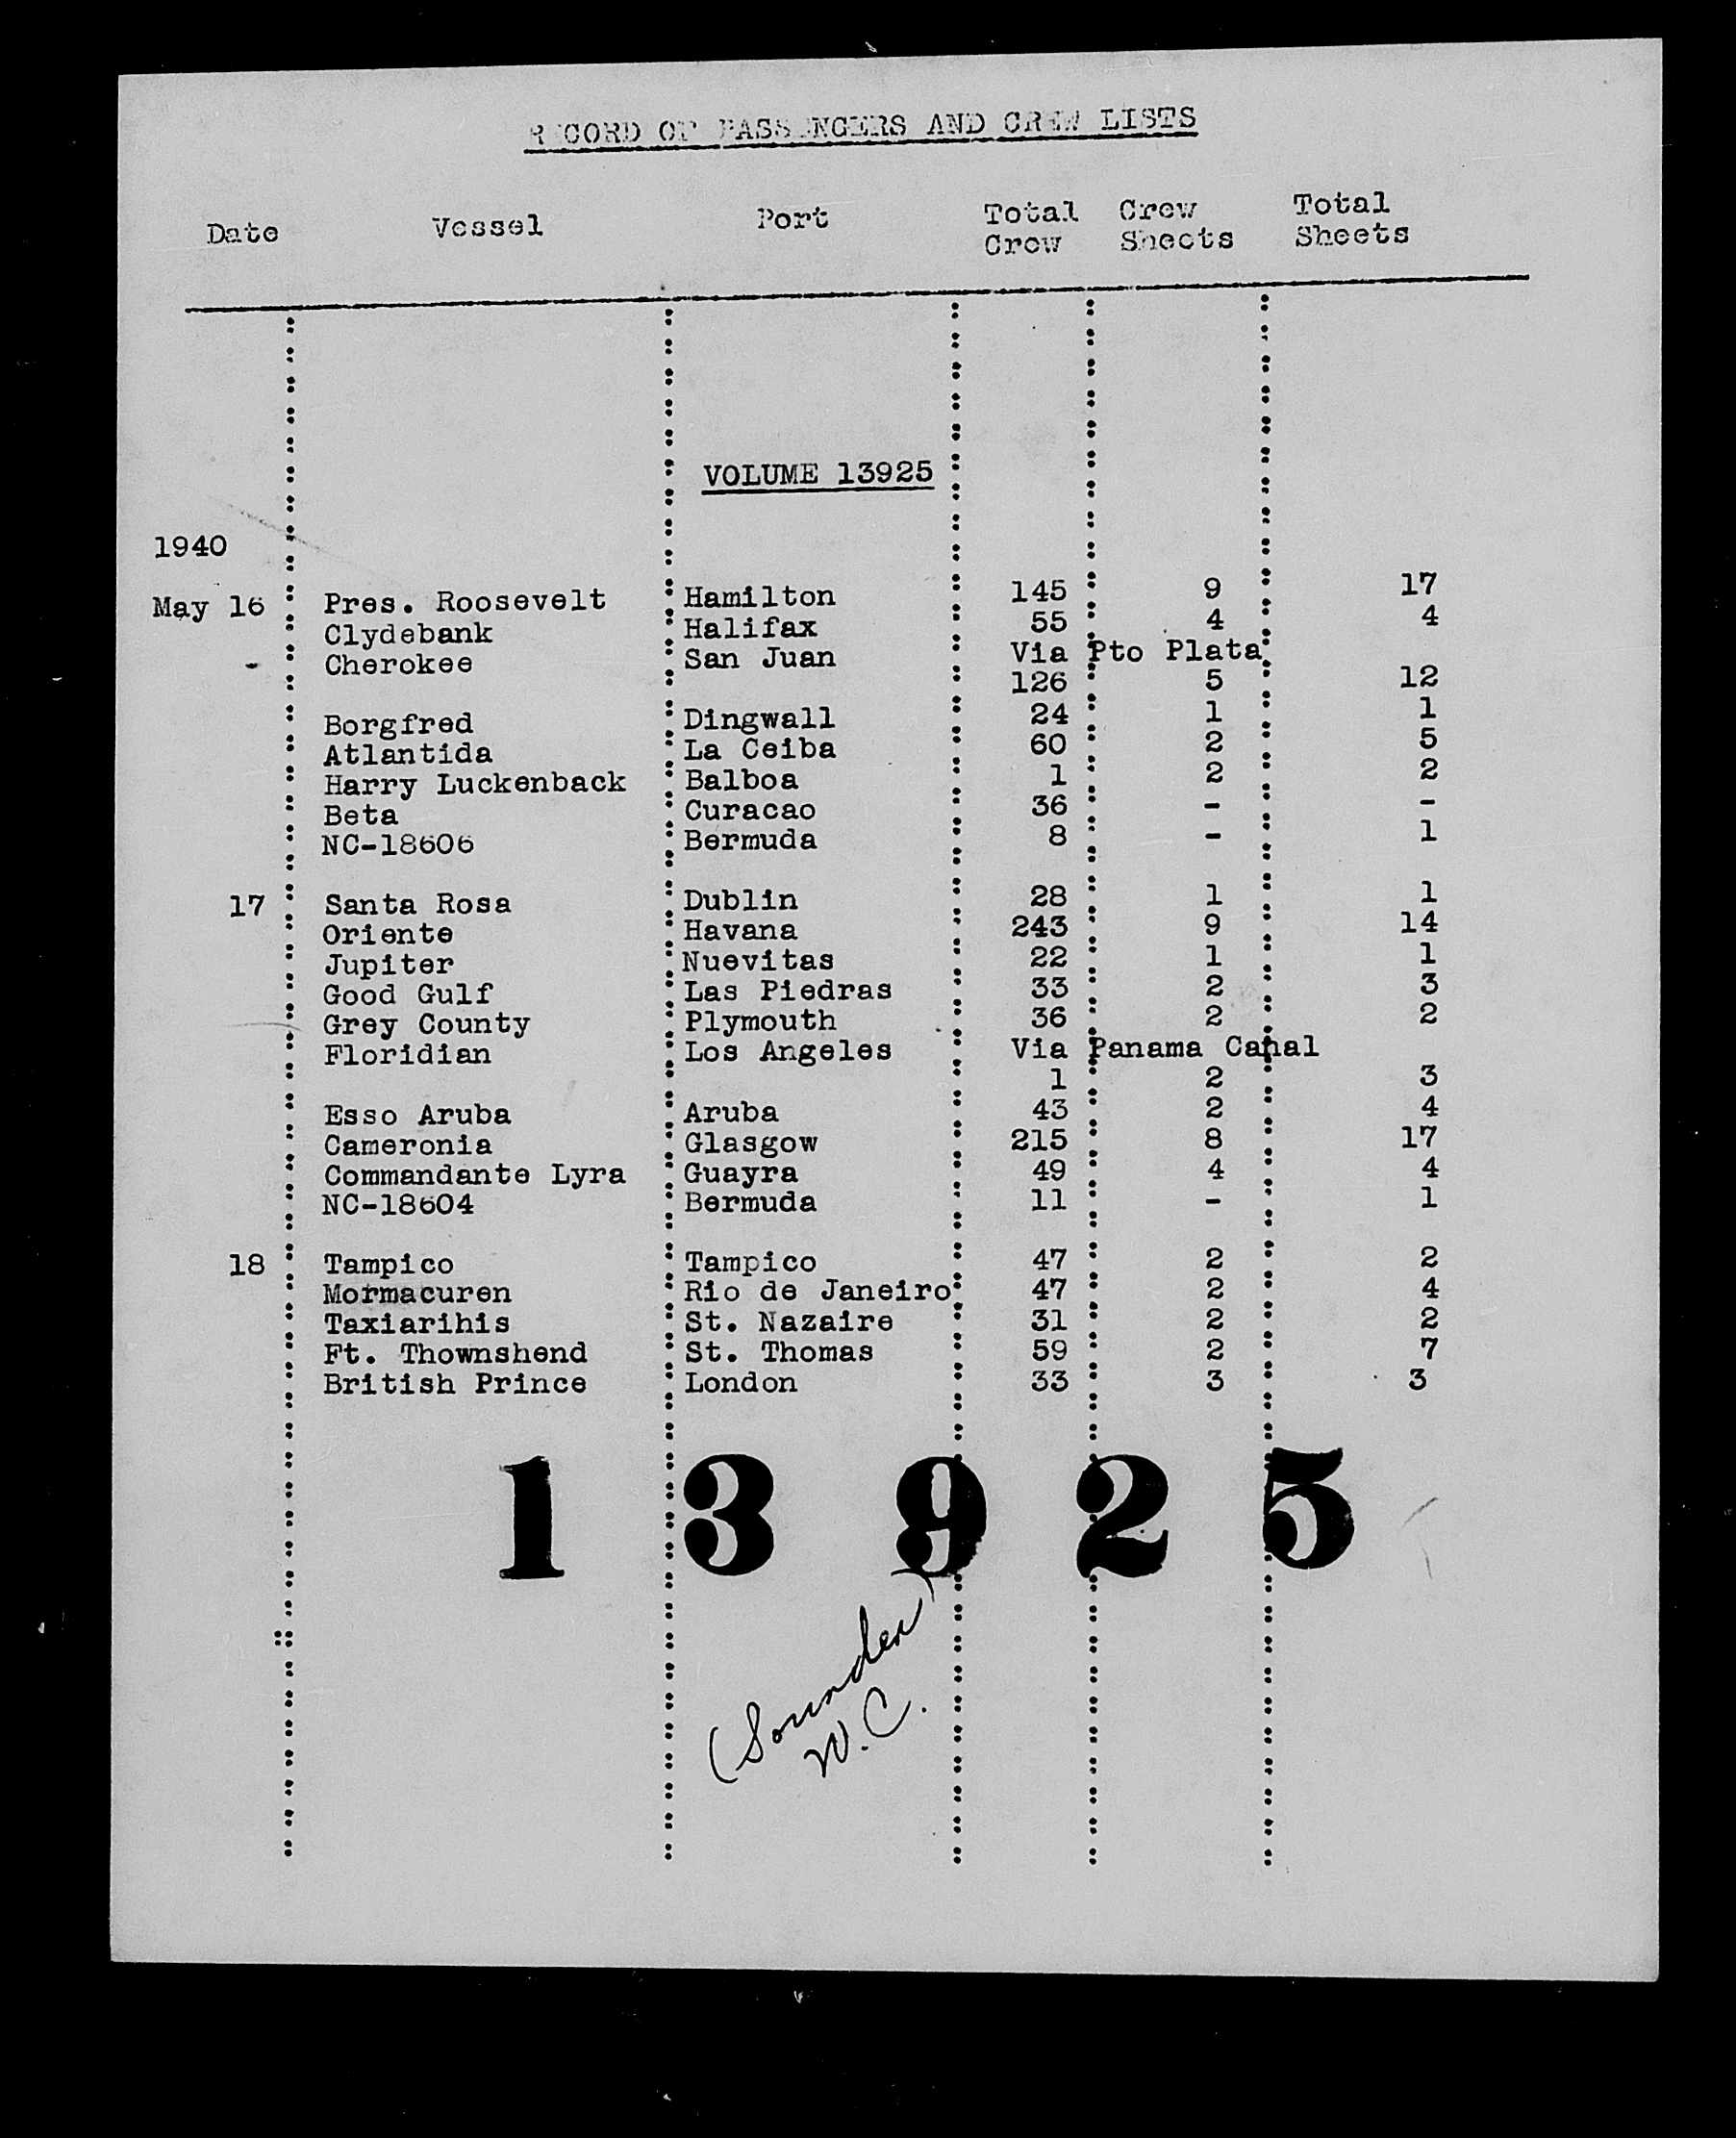 RECORD OF PASSENGERS AND CREW LISTS
Date Vessel Port Total Crew Crew Sheets Total Sheets
VOLUME 13925
1940
May 16 Pres. Roosevelt Hamilton 145 9 17
Clydebank Halifax 55 4 4
- Cherokee San Juan Via Pto Plata
126 5 12
Borgfred Dingwall 24 1 1
Atlantida La Ceiba 60 2 5
Harry Luckenback Balboa 1 2 2
Beta Curacao 36 - -
NC-18606 Bermuda 8 - 1
17 Santa Rosa Dublin 28 1 1
Oriente Havana 243 9 14
Jupiter Nuevitas 22 1 1
Good Gulf Las Piedras 33 2 3
Grey County Plymouth 36 2 2
Floridian Los Angeles Via Panama Canal
1 2 3
Esso Aruba Aruba 43 2 4
Cameronia Glasgow 215 8 17
Commandante Lyra Guayra 49 4 4
NC-18604 Bermuda 11 - 1
18 Tampico Tampico 47 2 2
Mormacuren Rio de Janeiro 47 2 4
Taxiarihis St. Nazaire 31 2 2
Ft. Thownshend St. Thomas 59 2 7
British Prince London 33 3 3
1 3 9 2 5
(Sounder)
W.C.